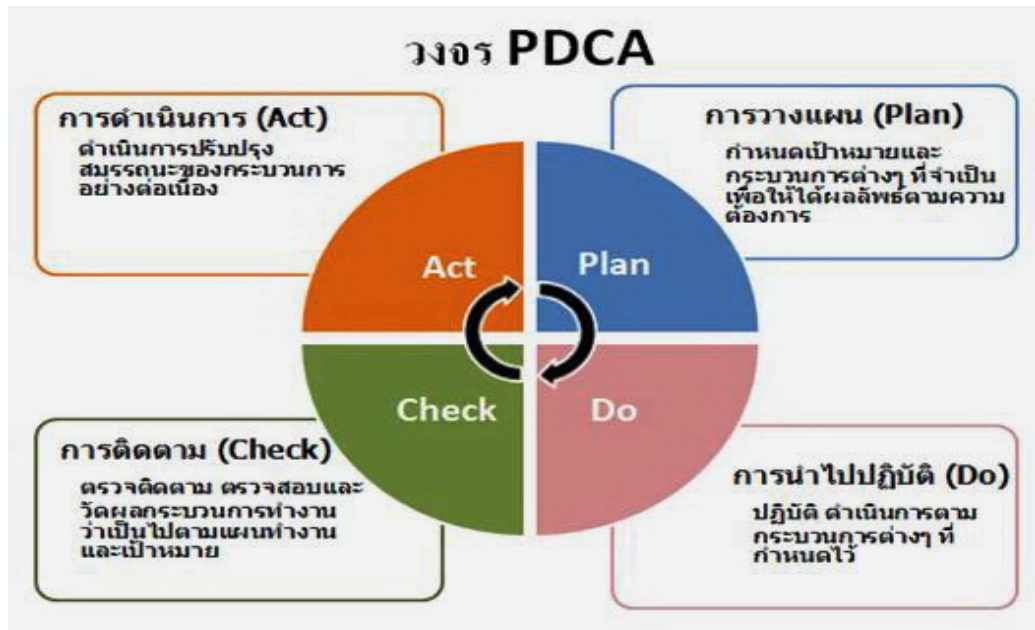 วงจร PDCA
การดำเนินการ (Act)
ดำเนินการปรับปรุง
สมรรถนะของกระบวนการ
อย่างต่อเนื่อง
การวางแผน (Plan)
กำหนดเป้าหมายและ
กระบวนการต่างๆ ที่จำเป็น
เพื่อให้ได้ผลลัพธ์ตามความ
ต้องการ
Act
Plan
Check
Do
การติดตาม (Check)
ตรวจติดตาม ตรวจสอบและ
วัดผลกระบวนการทำงาน
ว่าเป็นไปตามแผนทำงาน
และเป้าหมาย
การนำไปปฏิบัติ (Do)
ปฏิบัติ ดำเนินการตาม
กระบวนการต่างๆ ที่
กำหนดไว้